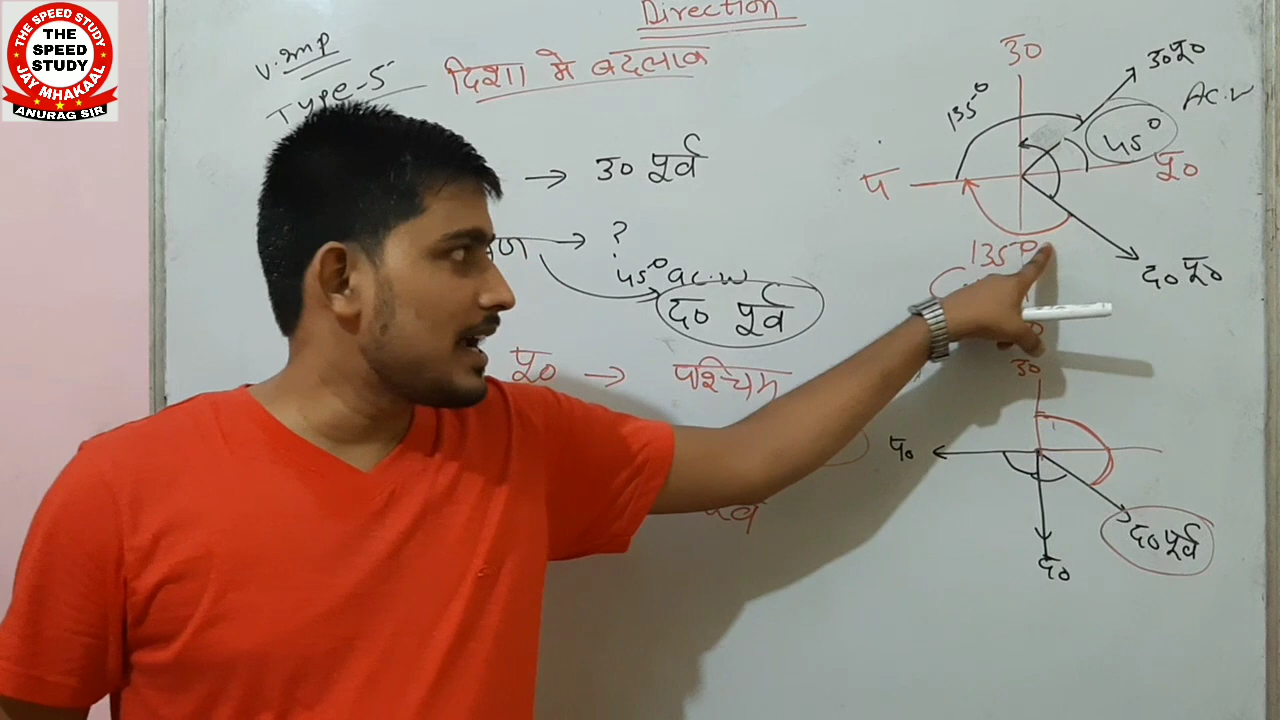 THE SPEED STUDY
THE
SPEED
STUDY
JAY MHAKAAL
ANURAG SIR
Direction
V. Imp
Type-5 दिशा मे बदलाव
→ उ० पूर्व
→ ?
45° ac.w
द० पूर्व
पू० → पश्चिम
उ०
उ०पू०
Ac.w
135°
45°
प
पू०
135°
द०पू०
उ०
प०
द०पूर्व
द०